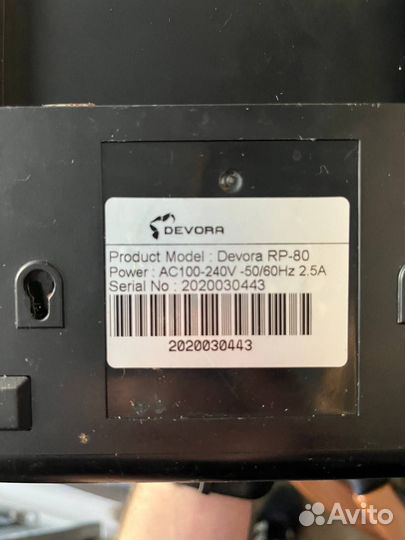 DEVORA
Product Model : Devora RP-80
Power : AC100-240V -50/60Hz 2.5A
Serial No : 2020030443
2020030443
Avito